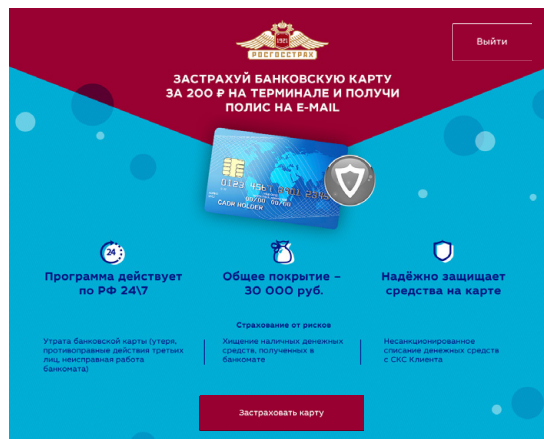 1921
РОСГОССТРАХ
Выйти
ЗАСТРАХУЙ БАНКОВСКУЮ КАРТУ
ЗА 200 ₽ НА ТЕРМИНАЛЕ И ПОЛУЧИ
ПОЛИС НА E-MAIL
CADR HOLDER
24
Программа действует
по РФ 24\7
Общее покрытие –
30 000 руб.
Надёжно защищает
средства на карте
Страхование от рисков
Утрата банковской карты (утеря,
противоправные действия третьих
лиц, неисправная работа
банкомата)
Хищение наличных денежных
средств, полученных в
банкомате
Несанкционированное
списание денежных средств
с СКС Клиента
Застраховать карту